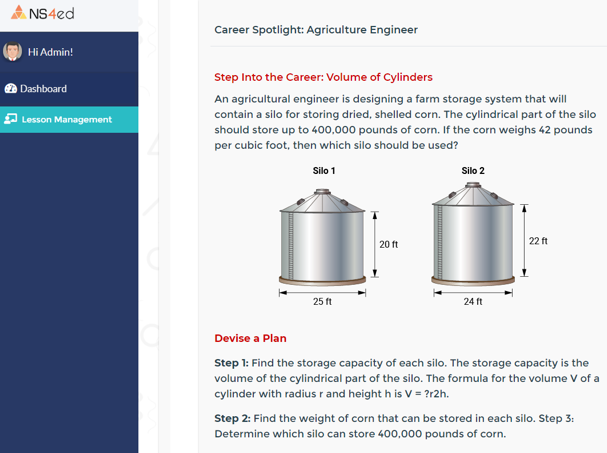 NS4ed
Hi Admin!
Dashboard
Lesson Management
Career Spotlight: Agriculture Engineer
Step Into the Career: Volume of Cylinders
An agricultural engineer is designing a farm storage system that will
contain a silo for storing dried, shelled corn. The cylindrical part of the silo
should store up to 400,000 pounds of corn. If the corn weighs 42 pounds
per cubic foot, then which silo should be used?
Silo 1
Silo 2
20 ft
22 ft
25 ft
24 ft
Devise a Plan
Step 1: Find the storage capacity of each silo. The storage capacity is the
volume of the cylindrical part of the silo. The formula for the volume V of a
cylinder with radius r and height h is V = ?r2h.
Step 2: Find the weight of corn that can be stored in each silo. Step 3:
Determine which silo can store 400,000 pounds of corn.